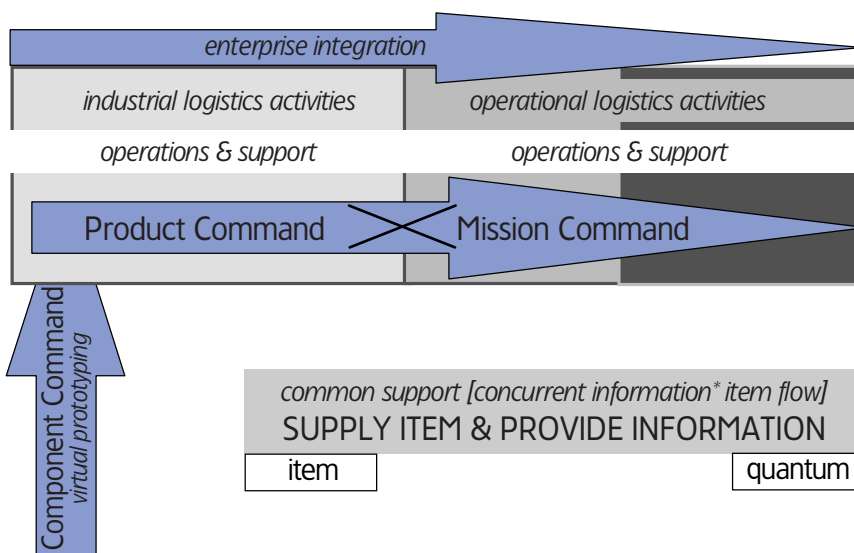 enterprise integration
industrial logistics activities
operational logistics activities
operations & support
operations & support
Product Command
Mission Command
Component Command
virtual prototyping
common support [concurrent information* item flow]
SUPPLY ITEM & PROVIDE INFORMATION
item
quantum